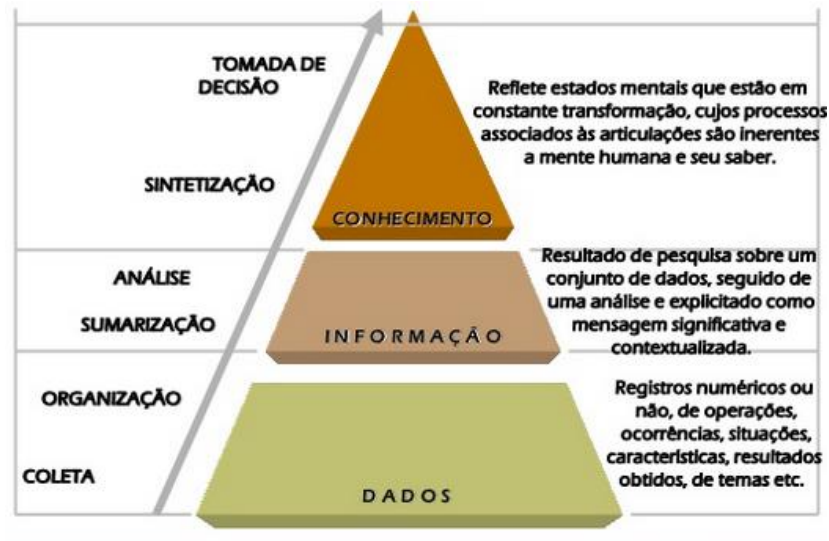 TOMADA DE
DECISÃO
Reflete estados mentais que estão em
constante transformação, cujos processos
associados às articulações são inerentes
a mente humana e seu saber.
SINTETIZAÇÃO
CONHECIMENTO
ANÁLISE
SUMARIZAÇÃO
Resultado de pesquisa sobre um
conjunto de dados, seguido de
uma análise e explicitado como
mensagem significativa e
contextualizada.
INFORMAÇÃO
ORGANIZAÇÃO
COLETA
Registros numéricos ou
não, de operações,
ocorrências, situações,
características, resultados
obtidos, de temas etc.
DADOS